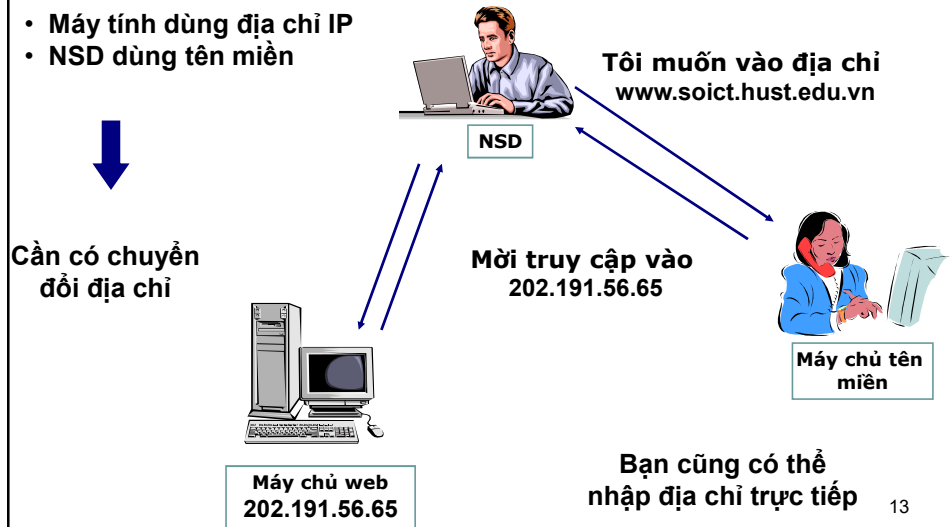 • Máy tính dùng địa chỉ IP
• NSD dùng tên miền
Tôi muốn vào địa chỉ
www.soict.hust.edu.vn
NSD
Cần có chuyển
đổi địa chỉ
Mời truy cập vào
202.191.56.65
Máy chủ tên
miền
Máy chủ web
202.191.56.65
Bạn cũng có thể
nhập địa chỉ trực tiếp
13